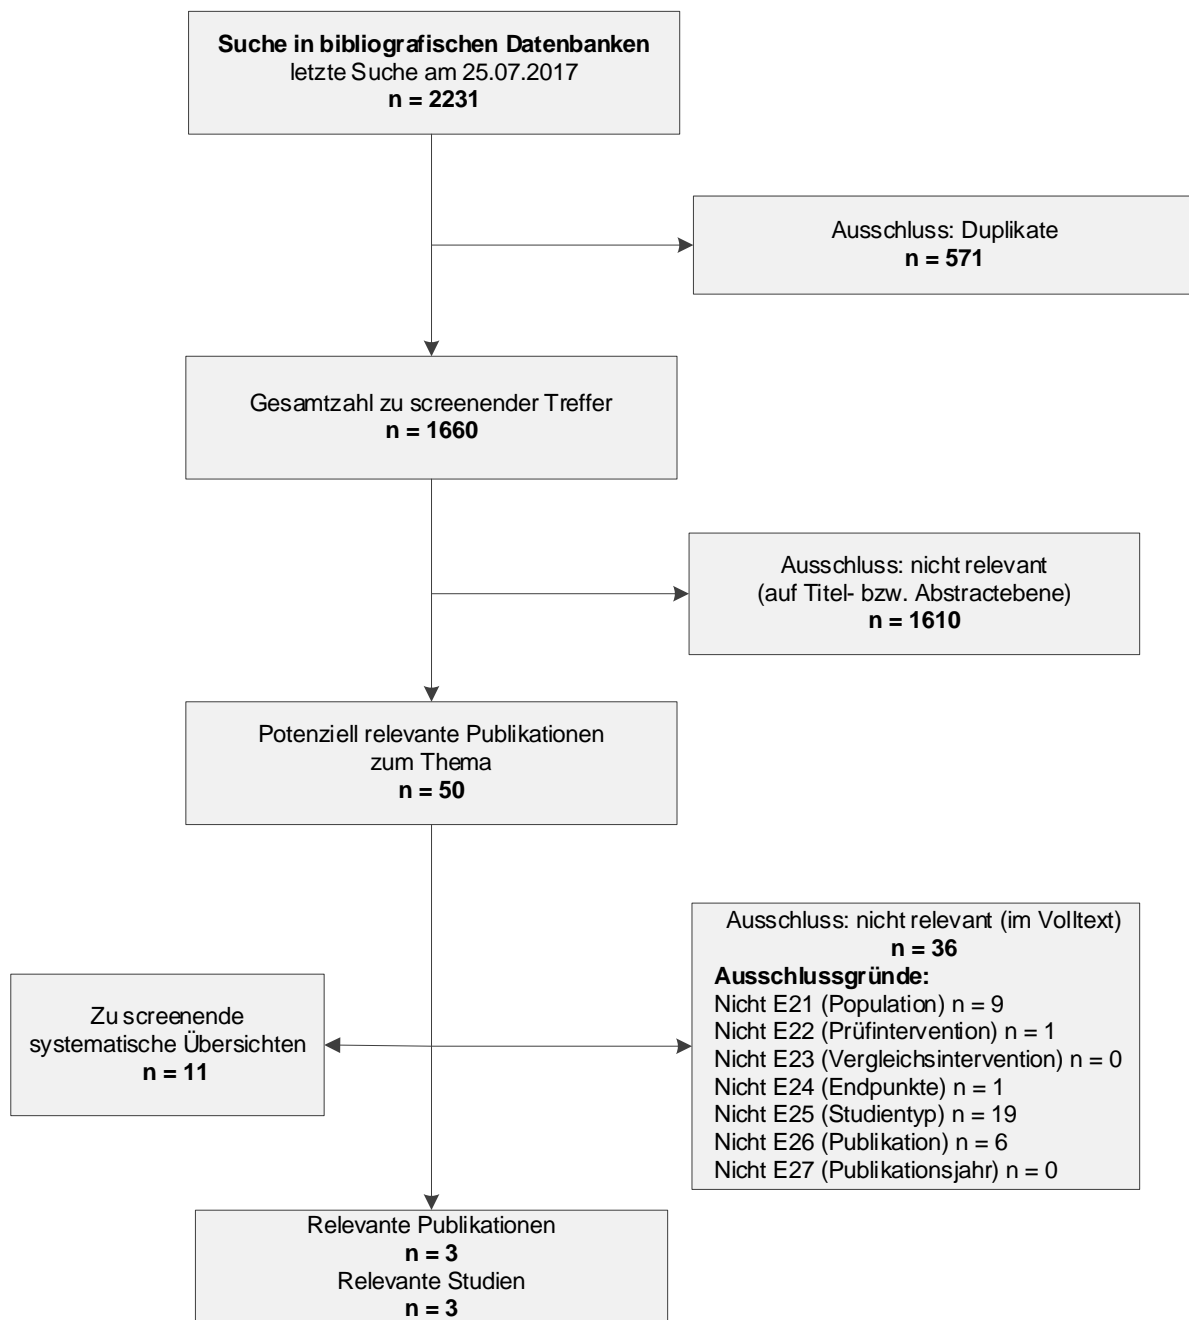 Suche in bibliografischen Datenbanken
letzte Suche am 25.07.2017
n = 2231
Ausschluss: Duplikate
n = 571
Gesamtzahl zu screenender Treffer
n = 1660
Ausschluss: nicht relevant
(auf Titel- bzw. Abstractebene)
n = 1610
Potenziell relevante Publikationen
zum Thema
n = 50
Ausschluss: nicht relevant (im Volltext)
n = 36
Ausschlussgründe:
Nicht E21 (Population) n = 9
Nicht E22 (Prüfintervention) n = 1
Nicht E23 (Vergleichsintervention) n = 0
Nicht E24 (Endpunkte) n = 1
Nicht E25 (Studientyp) n = 19
Nicht E26 (Publikation) n = 6
Nicht E27 (Publikationsjahr) n = 0
Zu screenende
systematische Übersichten
n = 11
Relevante Publikationen
n = 3
Relevante Studien
n = 3